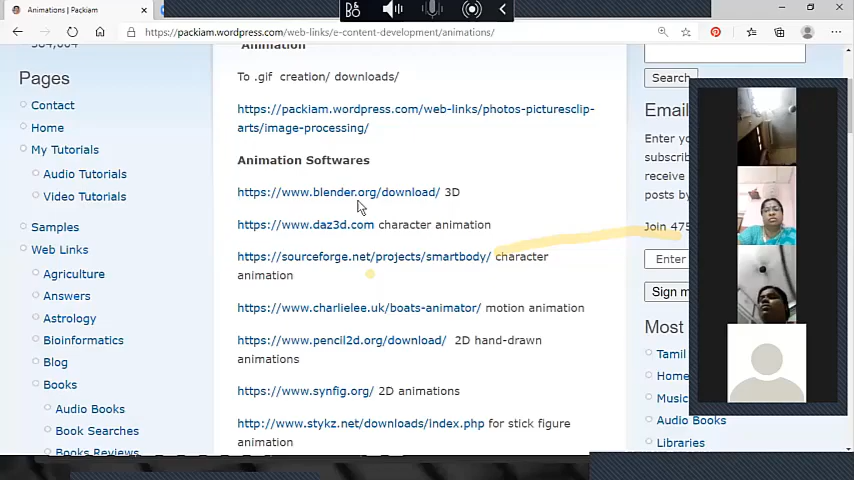 Animations | Packiam
https://packiam.wordpress.com/web-links/e-content-development/animations/
Pages
Contact
Home
My Tutorials
Audio Tutorials
Video Tutorials
Samples
Web Links
Agriculture
Answers
Astrology
Bioinformatics
Blog
Books
Audio Books
Book Searches
Books Reviews
Animation
To .gif creation/ downloads/
https://packiam.wordpress.com/web-links/photos-picturesclip-
arts/image-processing/
Animation Softwares
https://www.blender.org/download/ 3D
https://www.daz3d.com character animation
https://sourceforge.net/projects/smartbody/ character
animation
https://www.charlielee.uk/boats-animator/ motion animation
https://www.pencil2d.org/download/ 2D hand-drawn
animations
https://www.synfig.org/ 2D animations
https://www.stykz.net/downloads/index.php for stick figure
animation
Search
Email
Enter yo
subscrib
receive
posts by
Join 475
Enter
Sign m
Most
Tamil
Home
Music
Audio Books
Libraries